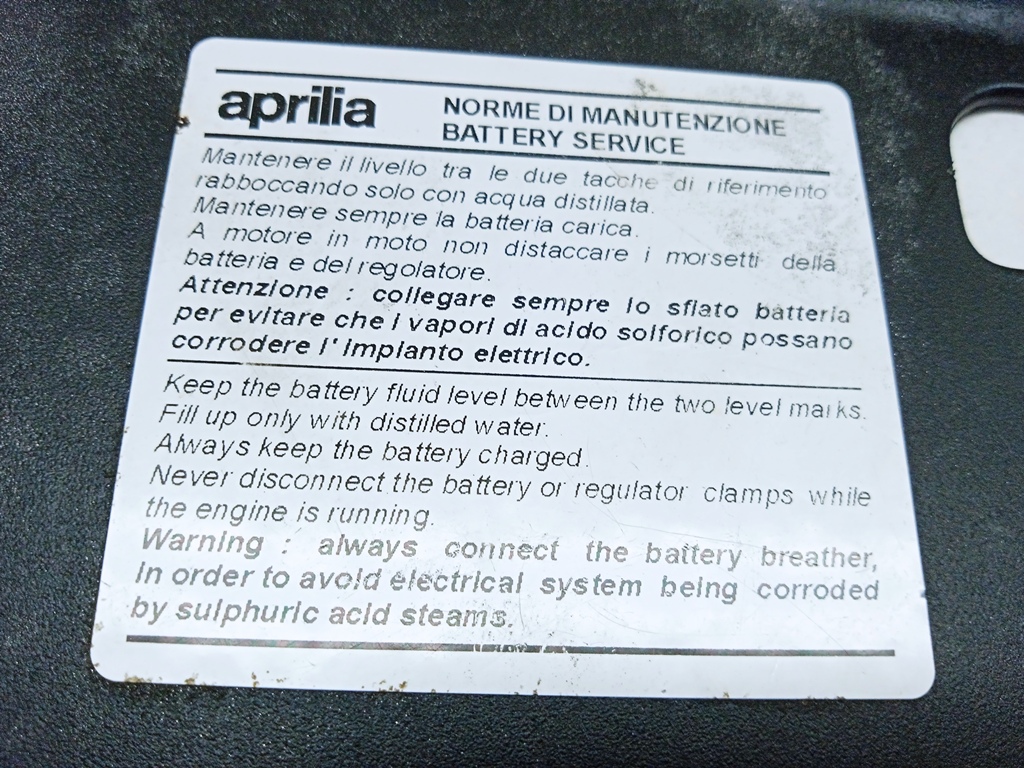 aprilia
NORME DI MANUTENZIONE
BATTERY SERVICE
Mantenere il livello tra le due tacche di riferimento
rabboccando solo con acqua distillata.
Mantenere sempre la batteria carica.
A motore in moto non distaccare i morsetti della
batteria e del regolatore.
Attenzione : collegare sempre lo sfiato batteria
per evitare che i vapori di acido solforico possano
corrodere l'impianto elettrico.
Keep the battery fluid level between the two level marks.
Fill up only with distilled water.
Always keep the battery charged.
Never disconnect the battery or regulator clamps while
the engine is running.
Warning : always connect the battery breather,
in order to avoid electrical system being corroded
by sulphuric acid steams.